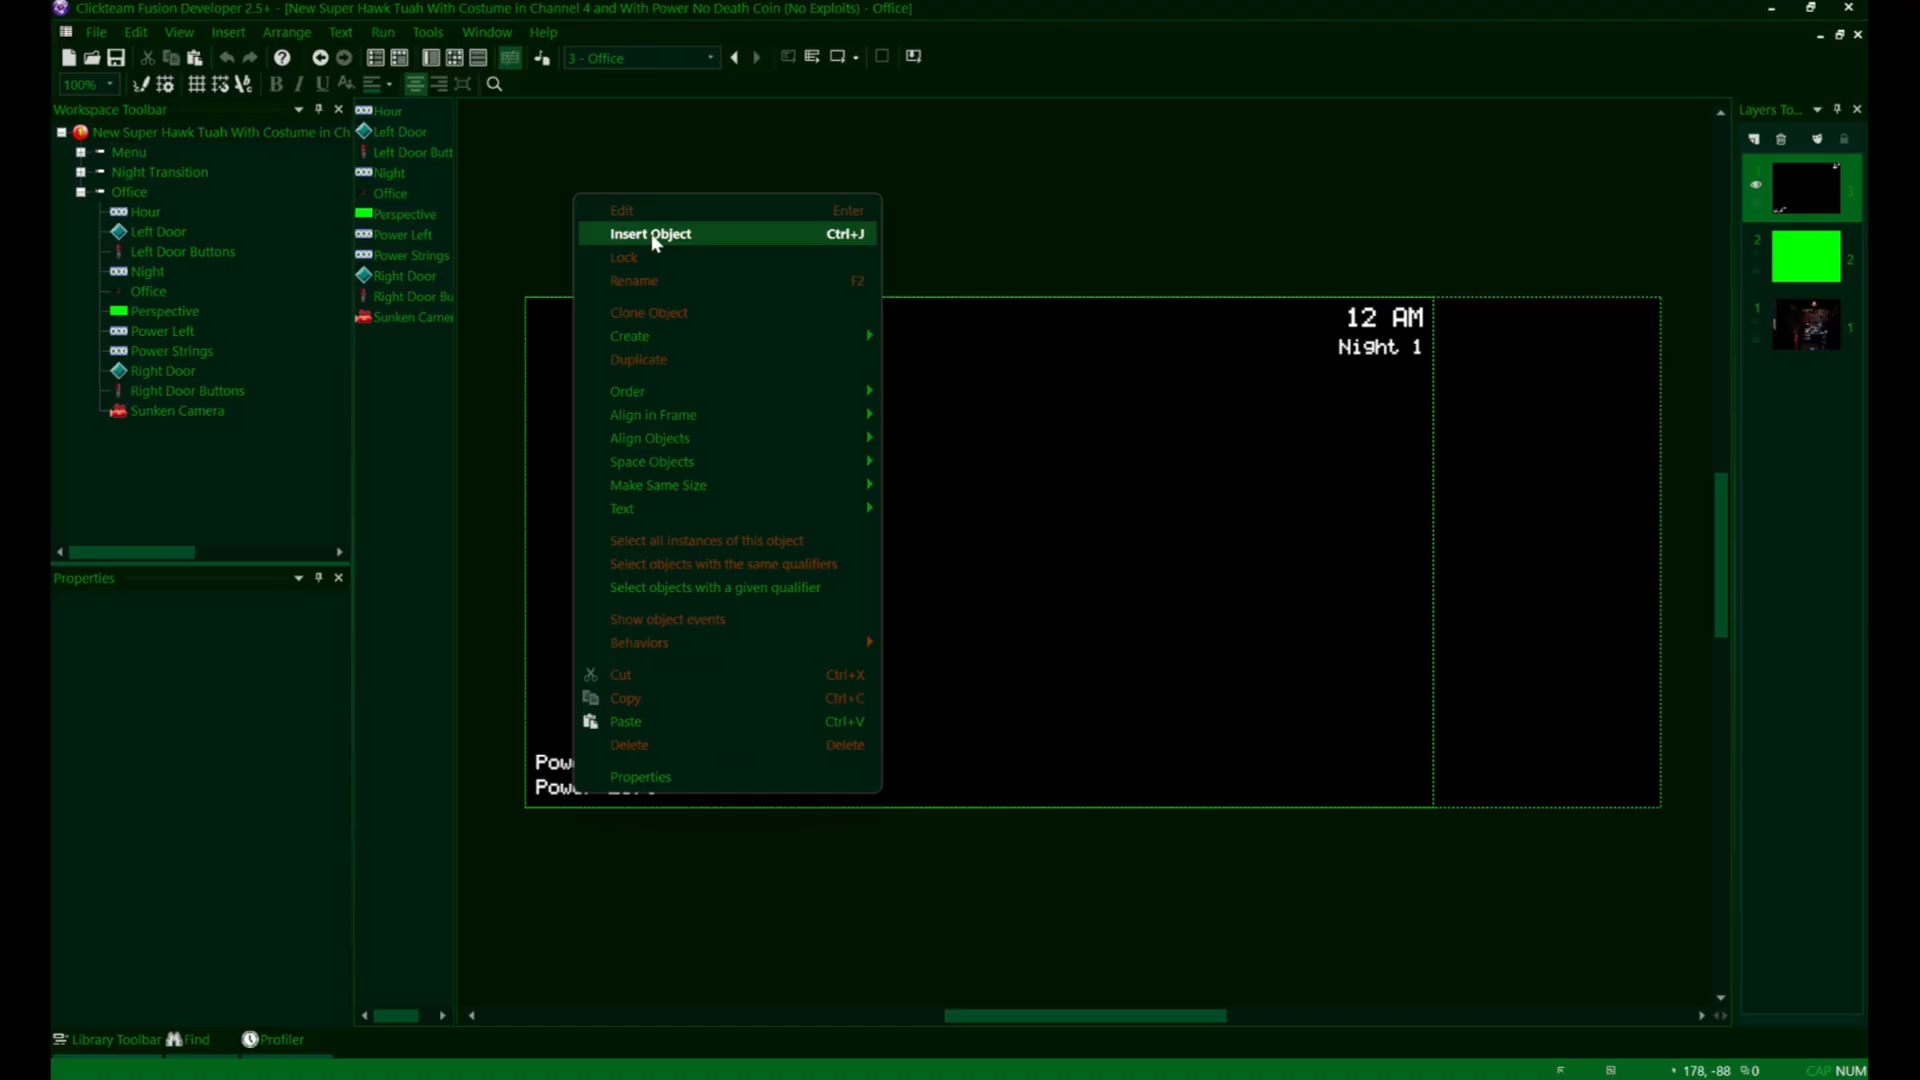 Clickteam Fusion Developer 2.5+ - [New Super Hawk Tuah With Costume in Channel 4 and With Power No Death Coin (No Exploits) - Office]
File Edit View Insert Arrange Text Run Tools Window Help
3 - Office
100%
Workspace Toolbar
New Super Hawk Tuah With Costume in Ch
Menu
Night Transition
Office
Hour
Left Door
Left Door Buttons
Night
Office
Perspective
Power Left
Power Strings
Right Door
Right Door Buttons
Sunken Camera
Properties
Hour
Left Door
Left Door Butt
Night
Office
Perspective
Power Left
Power Strings
Right Door
Right Door Bu
Sunken Camer
Edit Enter
Insert Object Ctrl+J
Lock
Rename F2
Clone Object
Create
Duplicate
Order
Align in Frame
Align Objects
Space Objects
Make Same Size
Text
Select all instances of this object
Select objects with the same qualifiers
Select objects with a given qualifier
Show object events
Behaviors
Cut Ctrl+X
Copy Ctrl+C
Paste Ctrl+V
Delete Delete
Properties
12 AM
Night 1
Pow
Layers To...
3 3
2 2
1 1
Library Toolbar Find Profiler
178, -88 0 CAP NUM